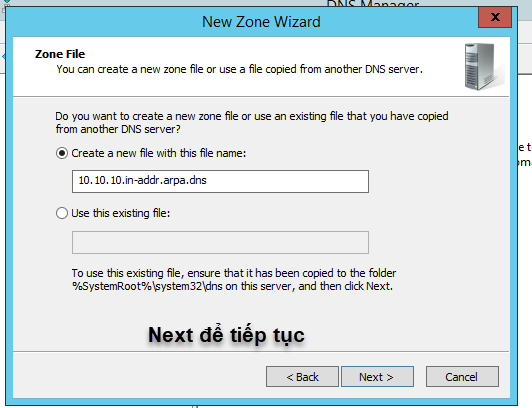 DNS Manager
New Zone Wizard
x
Zone File
You can create a new zone file or use a file copied from another DNS server.
Do you want to create a new zone file or use an existing file that you have copied
from another DNS server?
Create a new file with this file name:
10.10.10.in-addr.arpa.dns
Use this existing file:
To use this existing file, ensure that it has been copied to the folder
%SystemRoot%\system32\dns on this server, and then click Next.
Next để tiếp tục
< Back
Next >
Cancel